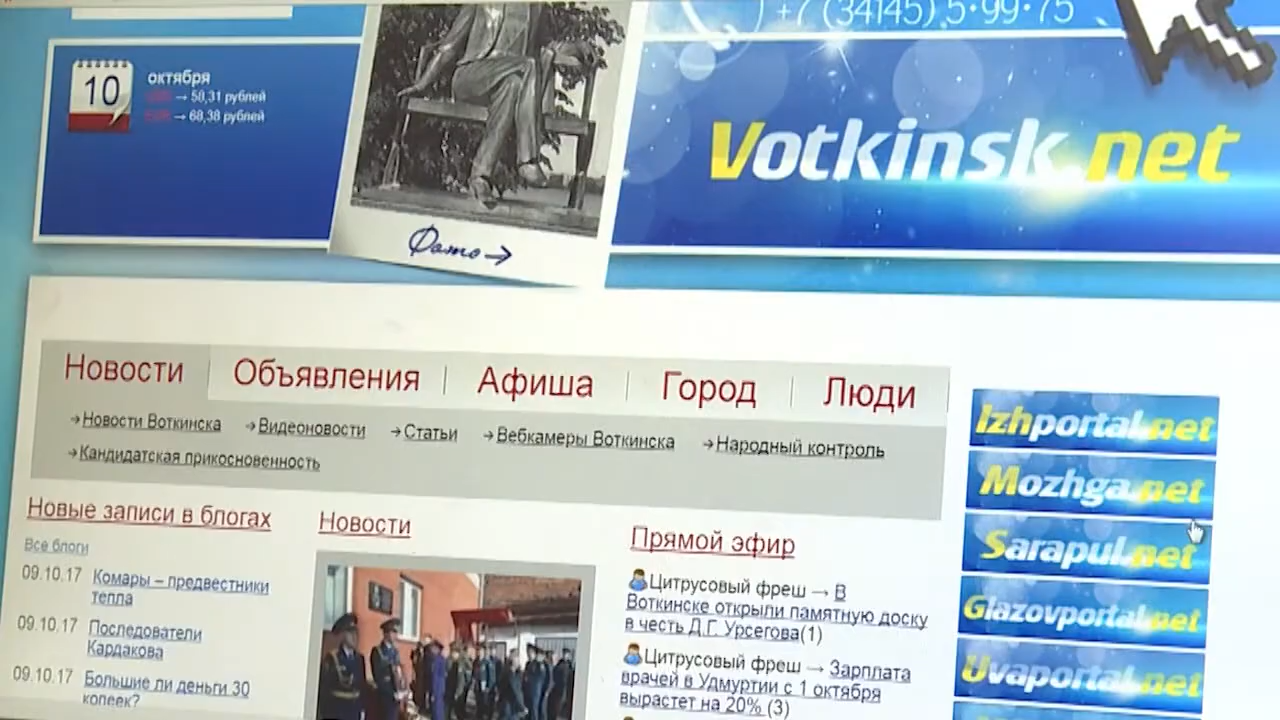 +7 (34145) 5·99·75
10
октября
USD → 58,31 рублей
EUR → 68,38 рублей
Фото→
Votkinsk.net
Новости
Объявления
Афиша
Город
Люди
→Новости Воткинска →Видеоновости →Статьи →Вебкамеры Воткинска →Народный контроль
→Кандидатская прикосновенность
Izhportal.net
Mozhga.net
Sarapul.net
Glazovportal.net
Uvaportal.net
Новые записи в блогах
Все блоги
09.10.17 Комары – предвестники
тепла
09.10.17 Последователи
Кардакова
09.10.17 Большие ли деньги 30
копеек?
Новости
Прямой эфир
Цитрусовый фреш → В
Воткинске открыли памятную доску
в честь Д.Г. Урсегова(1)
Цитрусовый фреш → Зарплата
врачей в Удмуртии с 1 октября
вырастет на 20% (3)